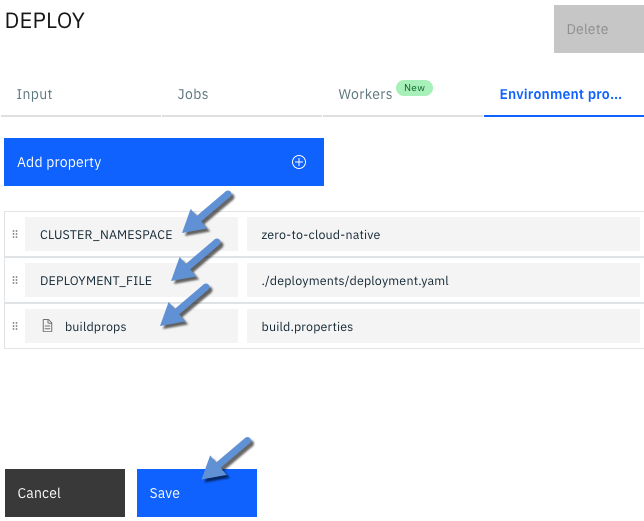 DEPLOY
Delete
Input
Jobs
Workers New
Environment pro...
Add property
CLUSTER_NAMESPACE zero-to-cloud-native
DEPLOYMENT_FILE ./deployments/deployment.yaml
buildprops build.properties
Cancel
Save